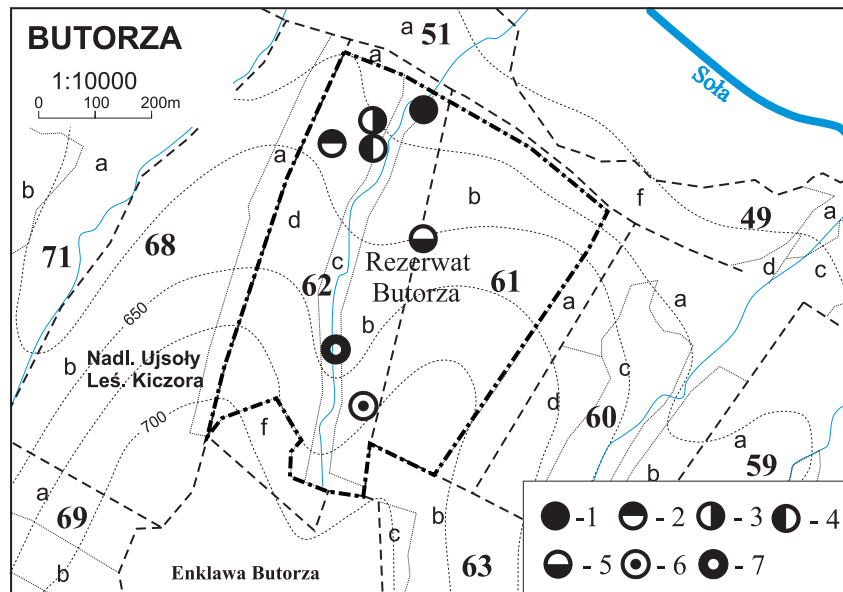 BUTORZA
1:10000
0 100 200m
a
51
Soła
a
b
a
71
68
a
d
b
f
49
a
d
c
c
62
Rezerwat
Butorza
61
a
a
650
b
b
Nadl. Ujsoły
Leś. Kiczora
c
700
f
d
60
a
59
a
69
b
b
b
c
63
Enklawa Butorza
- 1
- 2
- 3
- 4
- 5
- 6
- 7